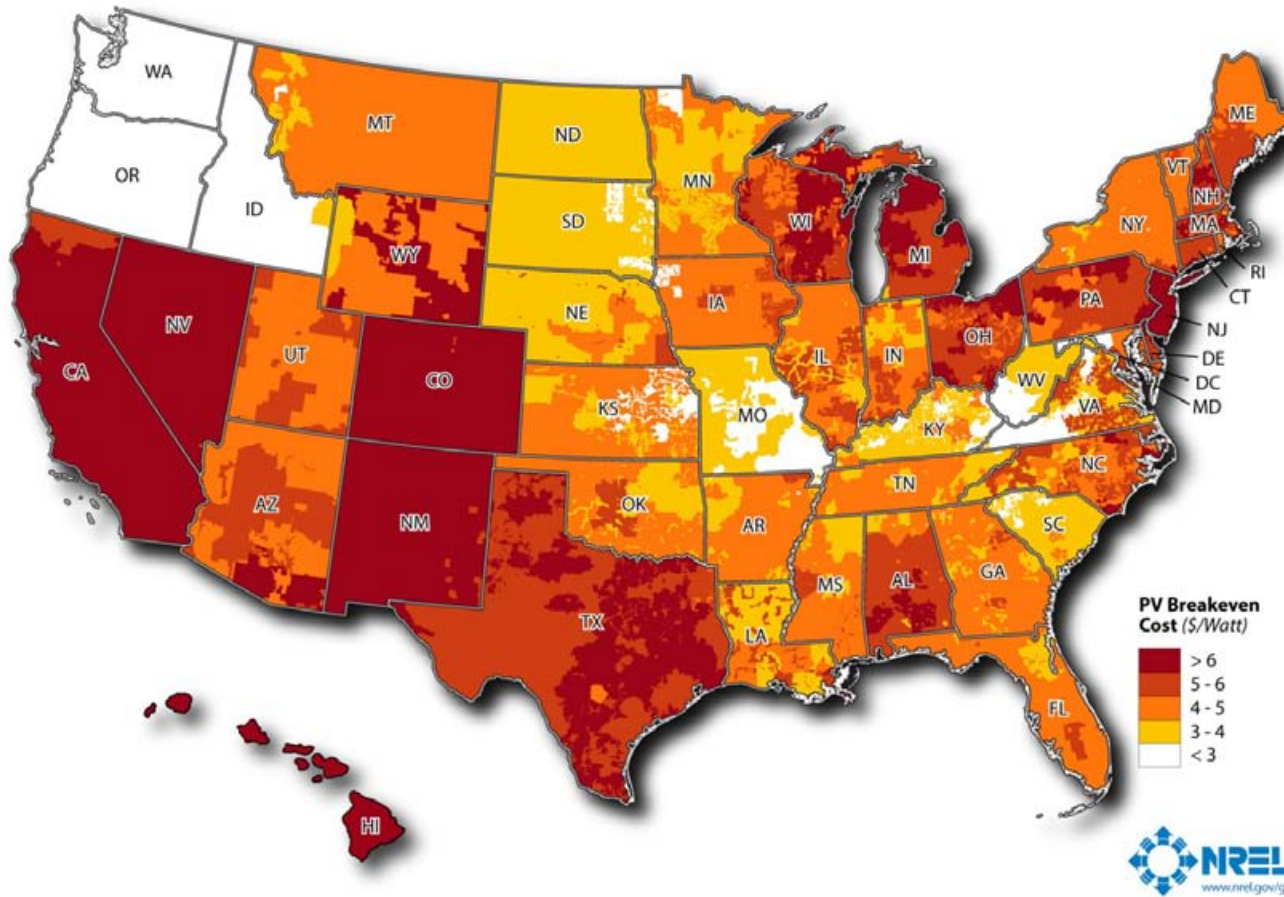 WA
OR
ID
MT
ND
SD
MN
WY
NE
IA
WI
MI
NV
UT
CA
CO
KS
MO
IL
IN
OH
PA
NY
VT
NH
MA
ME
RI
CT
NJ
DE
DC
MD
WV
VA
KY
AZ
NM
OK
AR
TN
NC
SC
TX
LA
MS
AL
GA
FL
HI
PV Breakeven
Cost ($/Watt)
> 6
5 - 6
4 - 5
3 - 4
< 3
NREL
www.nrel.gov/g